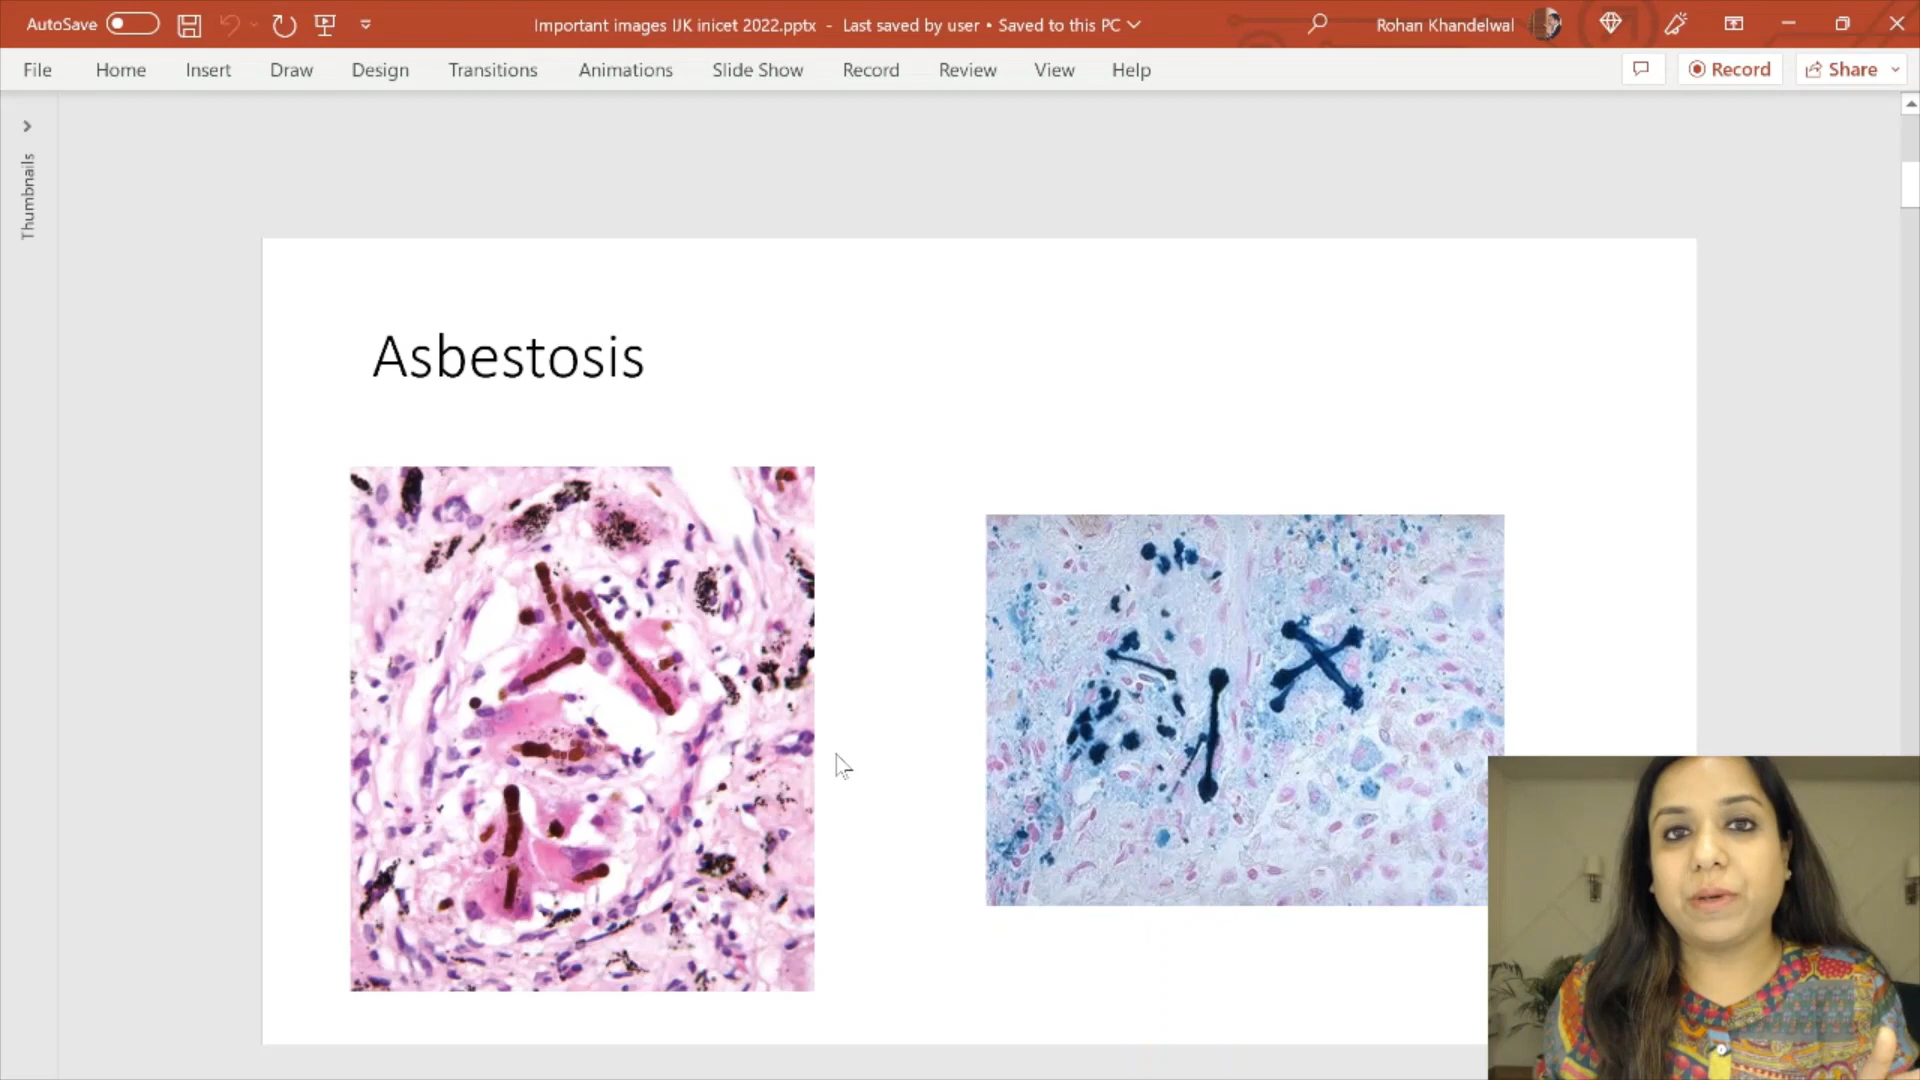 AutoSave
Important images IJK inicet 2022.pptx - Last saved by user • Saved to this PC
Rohan Khandelwal
File Home Insert Draw Design Transitions Animations Slide Show Record Review View Help
Record
Share
Thumbnails
Asbestosis